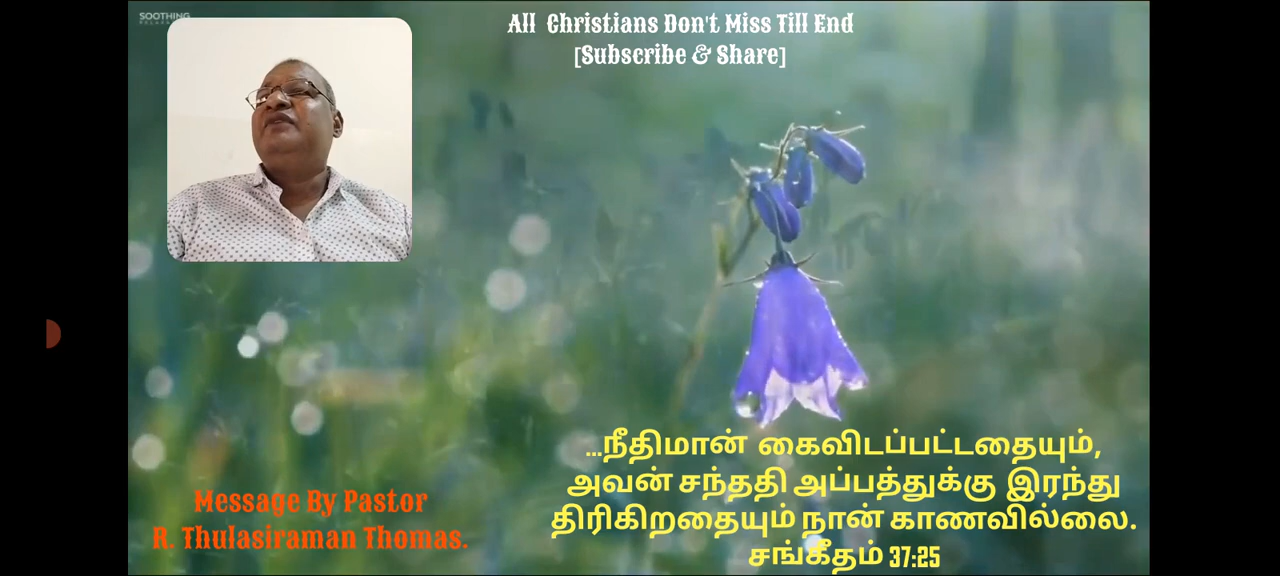 SOOTHING
RELAXATION
All Christians Don't Miss Till End
[Subscribe & Share]
Message By Pastor
R. Thulasiraman Thomas.
...நீதிமான் கைவிடப்பட்டதையும்,
அவன் சந்ததி அப்பத்துக்கு இரந்து
திரிகிறதையும் நான் காணவில்லை.
சங்கீதம் 37:25